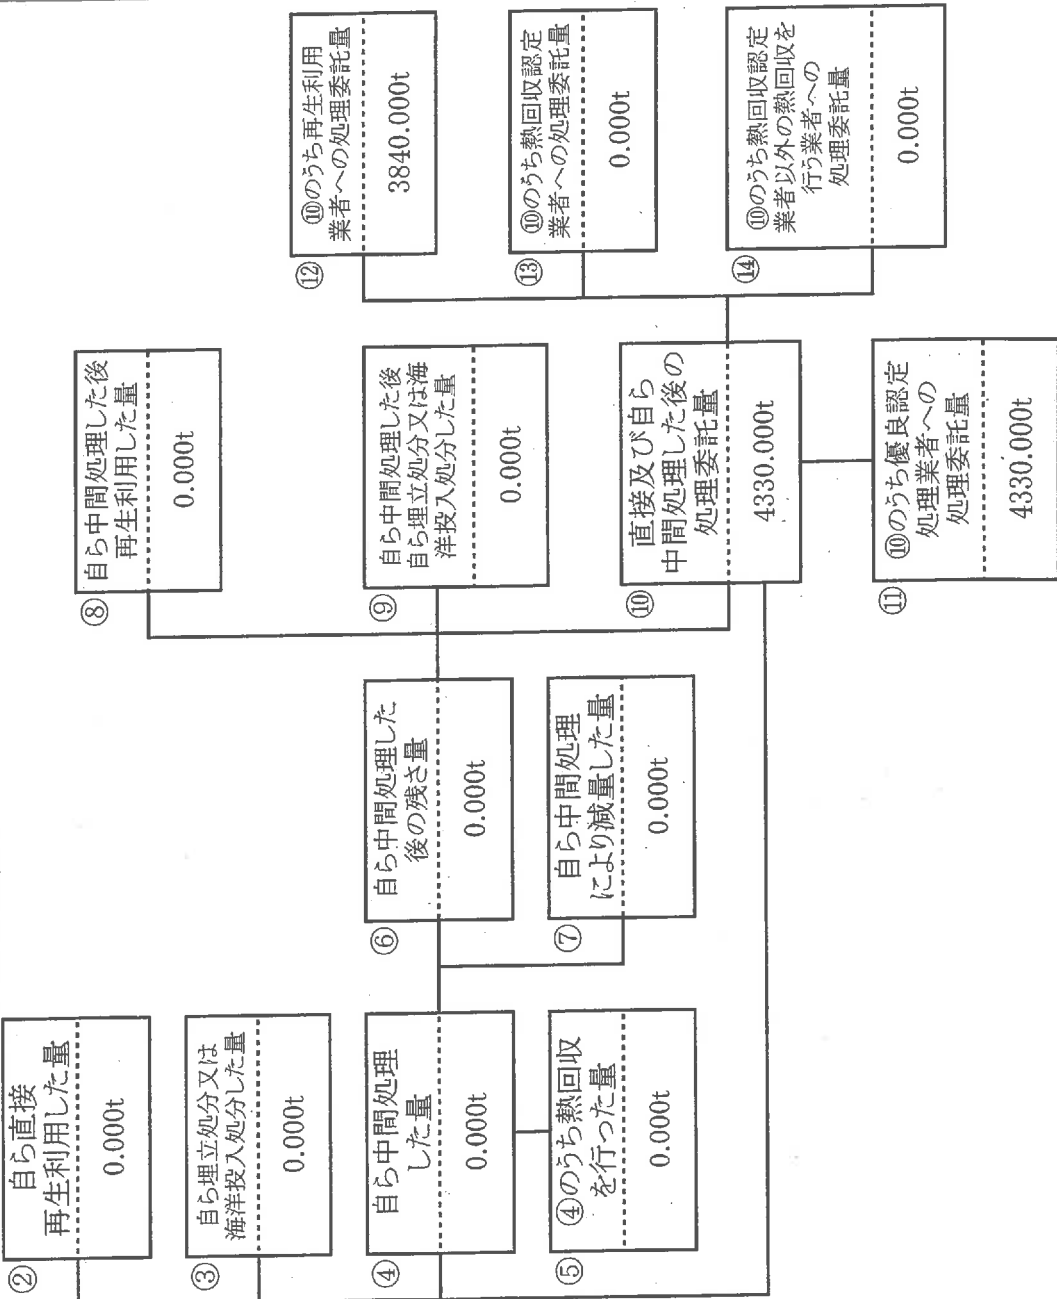 ②
自ら直接
再生利用した量
0.000t
③
自ら埋立処分又は
海洋投入処分した量
0.000t
④
自ら中間処理
した量
0.000t
⑤
④のうち熱回収
を行った量
0.000t
⑥
自ら中間処理した
後の残さ量
0.000t
⑦
自ら中間処理
により減量した量
0.000t
⑧
自ら中間処理した後
再生利用した量
0.000t
⑨
自ら中間処理した後
自ら埋立処分又は海
洋投入処分した量
0.000t
⑩
直接及び自ら
中間処理した後の
処理委託量
4330.000t
⑪
⑩のうち優良認定
処理業者への
処理委託量
4330.000t
⑫
⑩のうち再生利用
業者への処理委託量
3840.000t
⑬
⑩のうち熱回収認定
業者への処理委託量
0.000t
⑭
⑩のうち熱回収認定
業者以外の熱回収を
行う業者への
処理委託量
0.000t